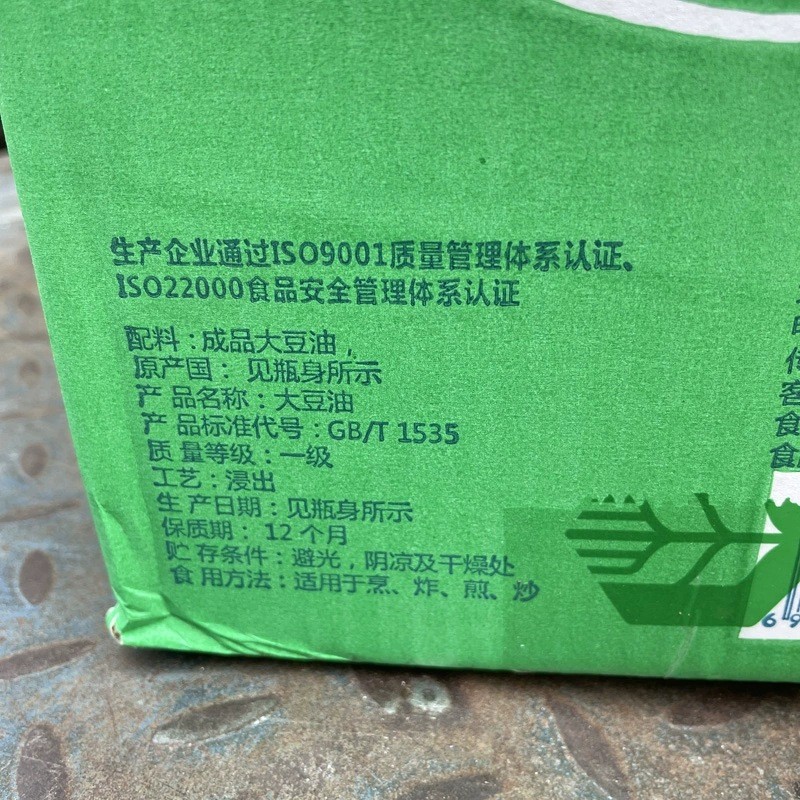 生产企业通过ISO9001质量管理体系认证、
ISO22000食品安全管理体系认证
配料：成品大豆油，
原产国：见瓶身所示
产品名称：大豆油
产品标准代号：GB/T 1535
质量等级：一级
工艺：浸出
生产日期：见瓶身所示
保质期：12个月
贮存条件：避光，阴凉及干燥处
食用方法：适用于烹、炸、煎、炒
客
食
食
69